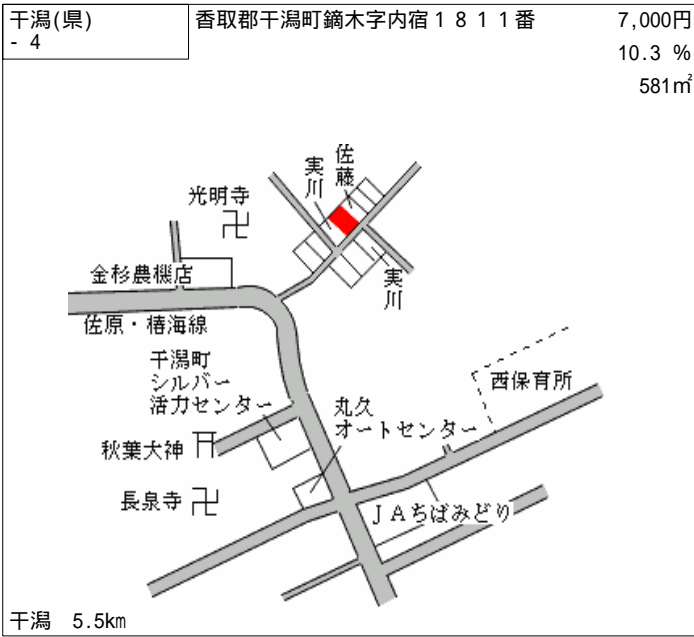 干潟(県)
- 4
香取郡干潟町鏑木字内宿1811番
7,000円
10.3 %
581㎡
佐藤
実川
光明寺
実川
金杉農機店
佐原・椿海線
干潟町
シルバー
活力センター
丸久
オートセンター
西保育所
秋葉大神
長泉寺
JAちばみどり
干潟 5.5km